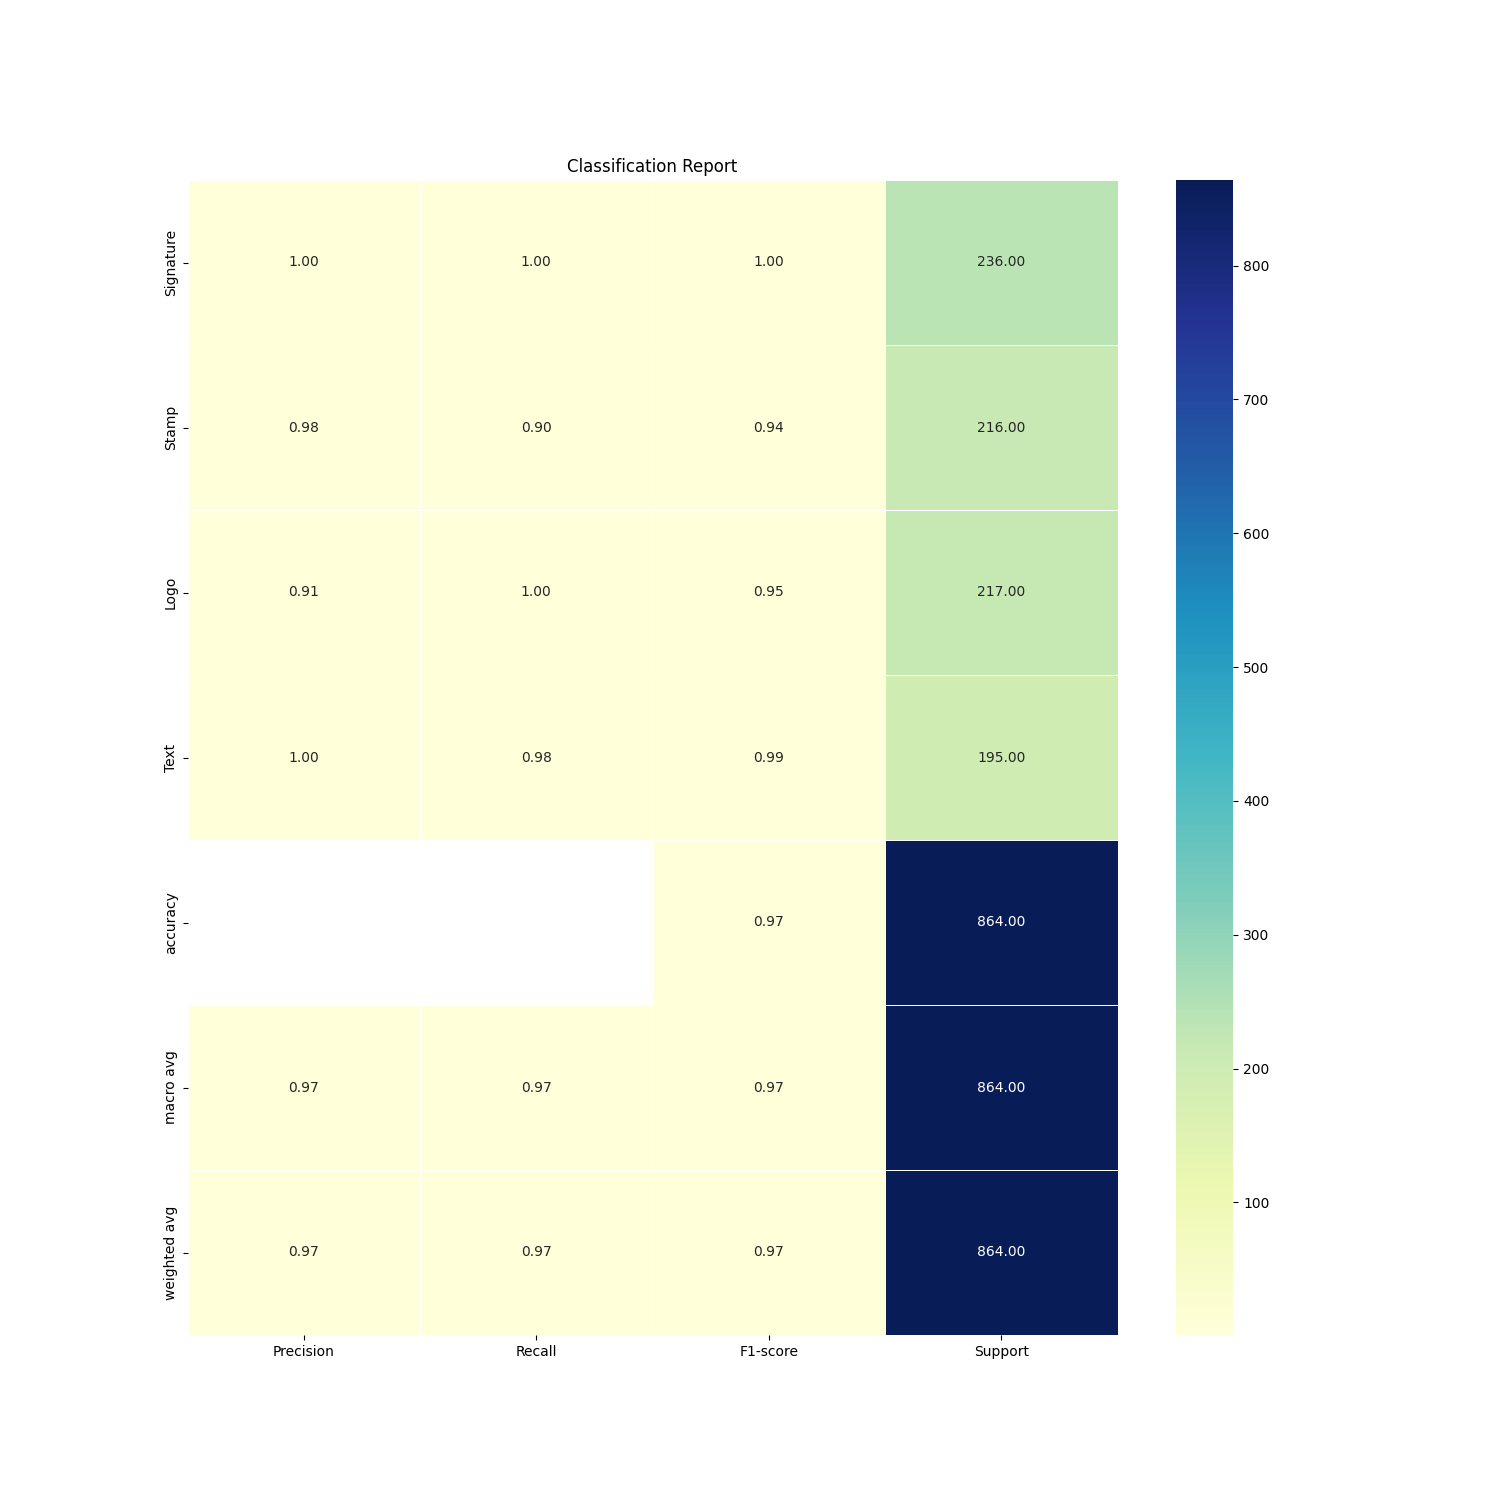 Classification Report
Signature 1.00 1.00 1.00 236.00
Stamp 0.98 0.90 0.94 216.00
Logo 0.91 1.00 0.95 217.00
Text 1.00 0.98 0.99 195.00
accuracy 0.97 864.00
macro avg 0.97 0.97 0.97 864.00
weighted avg 0.97 0.97 0.97 864.00
Precision Recall F1-score Support
800
700
600
500
400
300
200
100